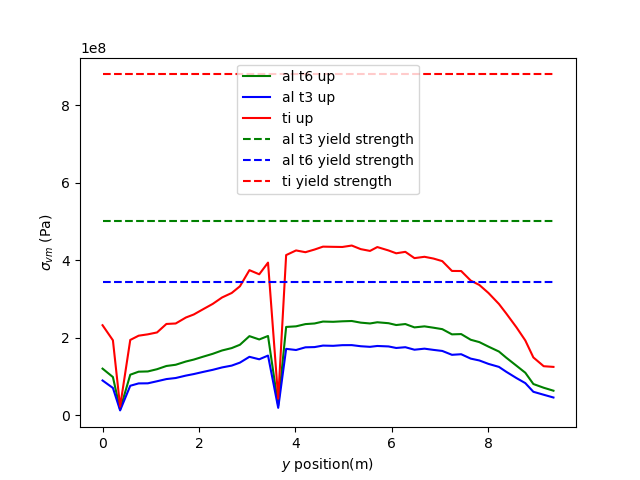 1e8
8
6
4
2
0
0
2
4
6
8
σvm (Pa)
y position(m)
al t6 up
al t3 up
ti up
al t3 yield strength
al t6 yield strength
ti yield strength